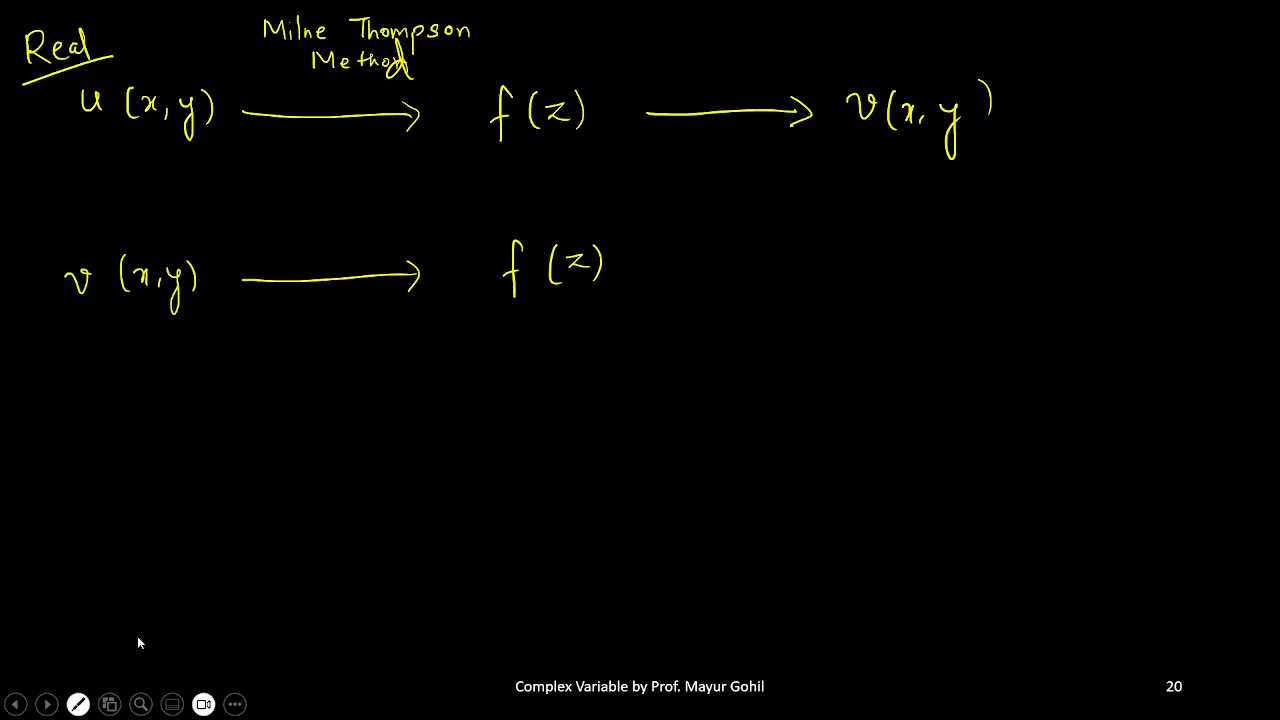 Real
Milne Thompson
Method
u (x, y) → f(z) → v(x, y)
v (x, y) → f (z)
Complex Variable by Prof. Mayur Gohil
20